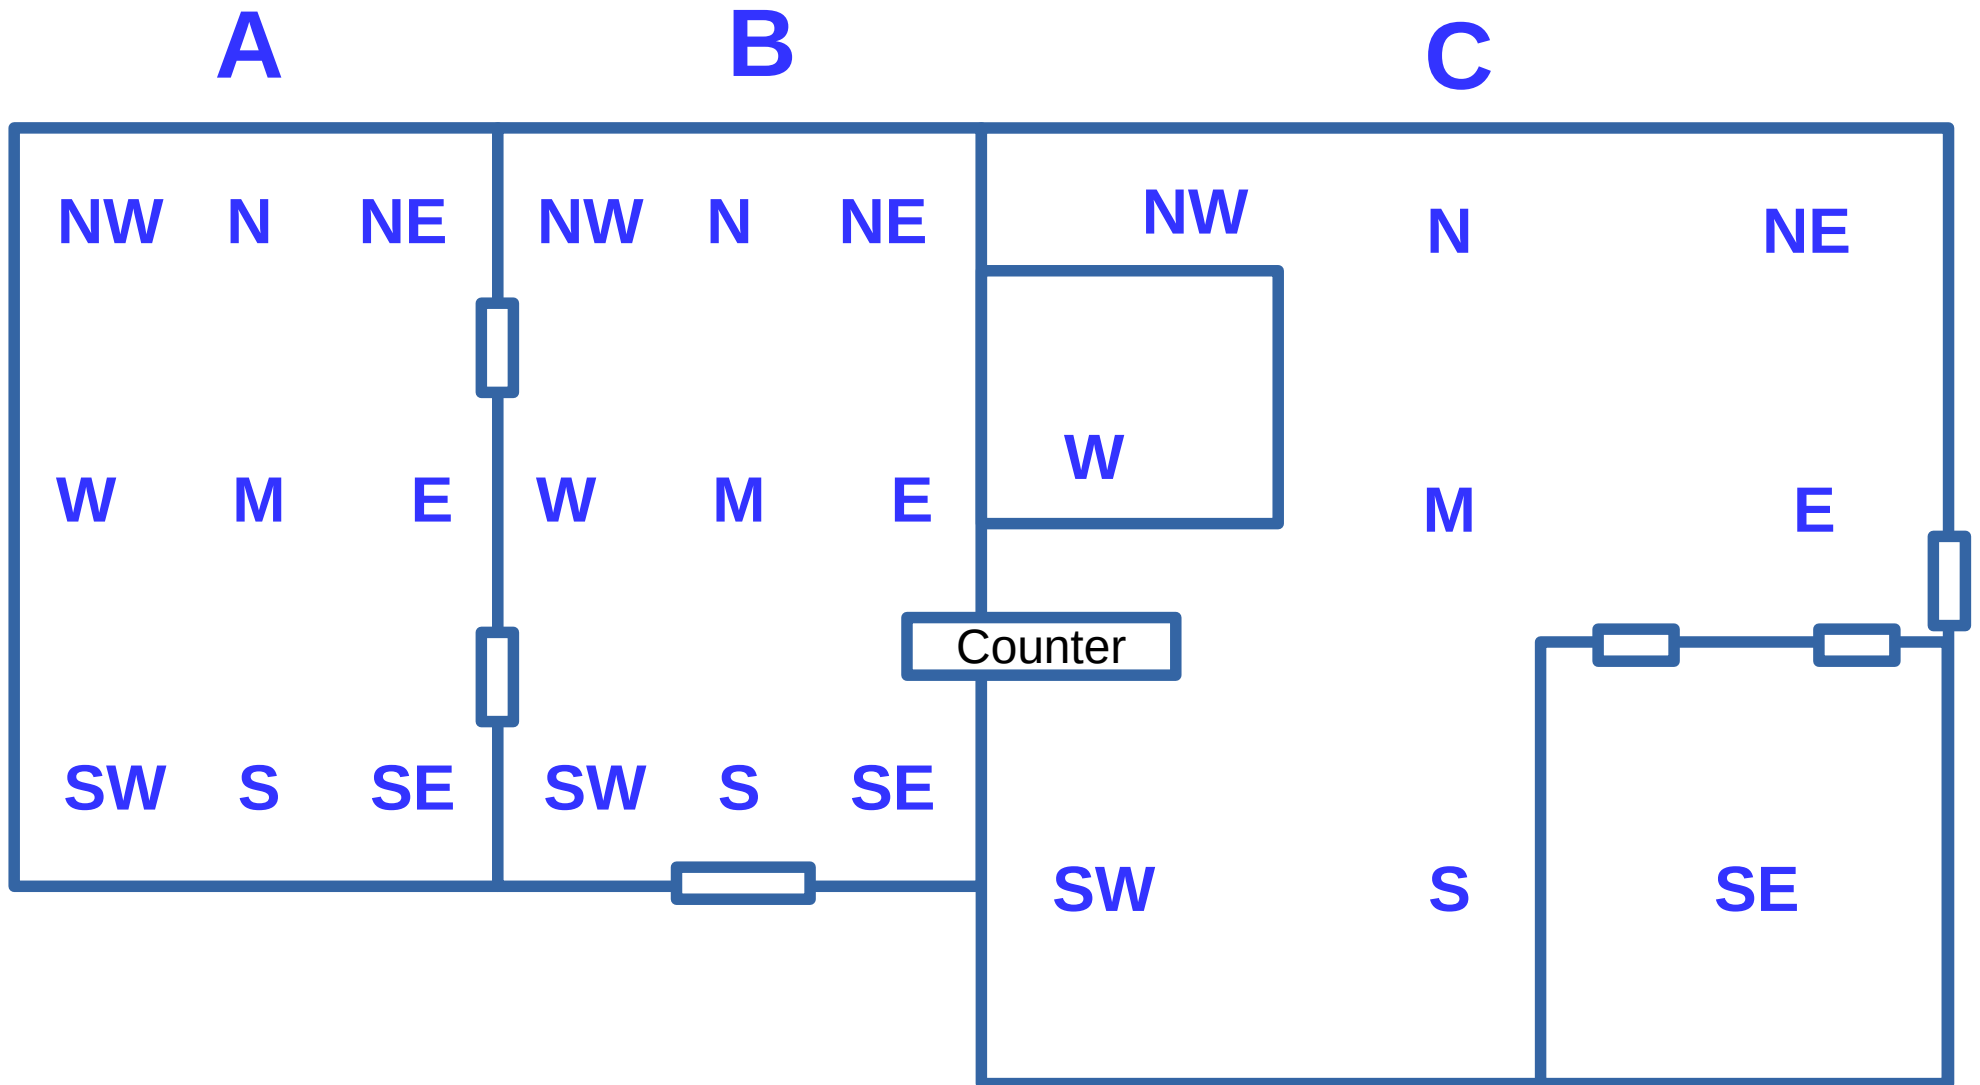 A B C
NW N NE NW N NE NW N NE
W M E W M E W M E
Counter
SW S SE SW S SE SW S SE